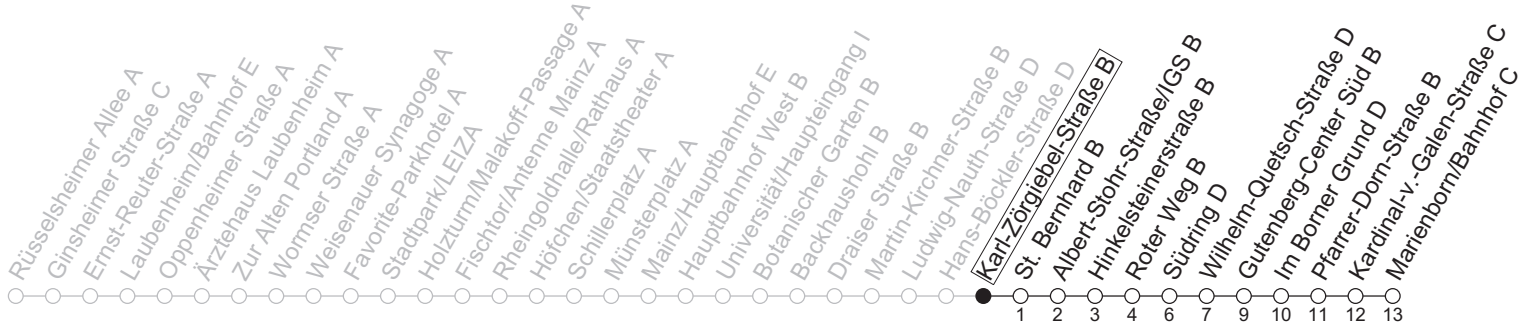 Rüsselsheimer Allee A
Ginsheimer Straße C
Ernst-Reuter-Straße A
Laubenheim/Bahnhof E
Oppenheimer Straße A
Ärztehaus Laubenheim A
Zur Alten Portland A
Wormser Straße A
Weisenauer Synagoge A
Favorite-Parkhotel A
Stadtpark/LEIZA
Holzturm/Malakoff-Passage A
Fischtor/Antenne Mainz A
Rheingoldhalle/Rathaus A
Höfchen/Staatstheater A
Schillerplatz A
Münsterplatz A
Mainz/Hauptbahnhof E
Hauptbahnhof West B
Universität/Haupteingang I
Botanischer Garten B
Backhaushohl B
Draiser Straße B
Martin-Kirchner-Straße B
Ludwig-Nauth-Straße D
Hans-Böckler-Straße D
Karl-Zörgiebel-Straße B
St. Bernhard B
Albert-Stohr-Straße/IGS B
Hinkelsteinerstraße B
Roter Weg B
Südring D
Wilhelm-Quetsch-Straße D
Gutenberg-Center Süd B
Im Borner Grund D
Pfarrer-Dorn-Straße B
Kardinal-v.-Galen-Straße C
Marienborn/Bahnhof C
1 2 3 4 6 7 9 10 11 12 13